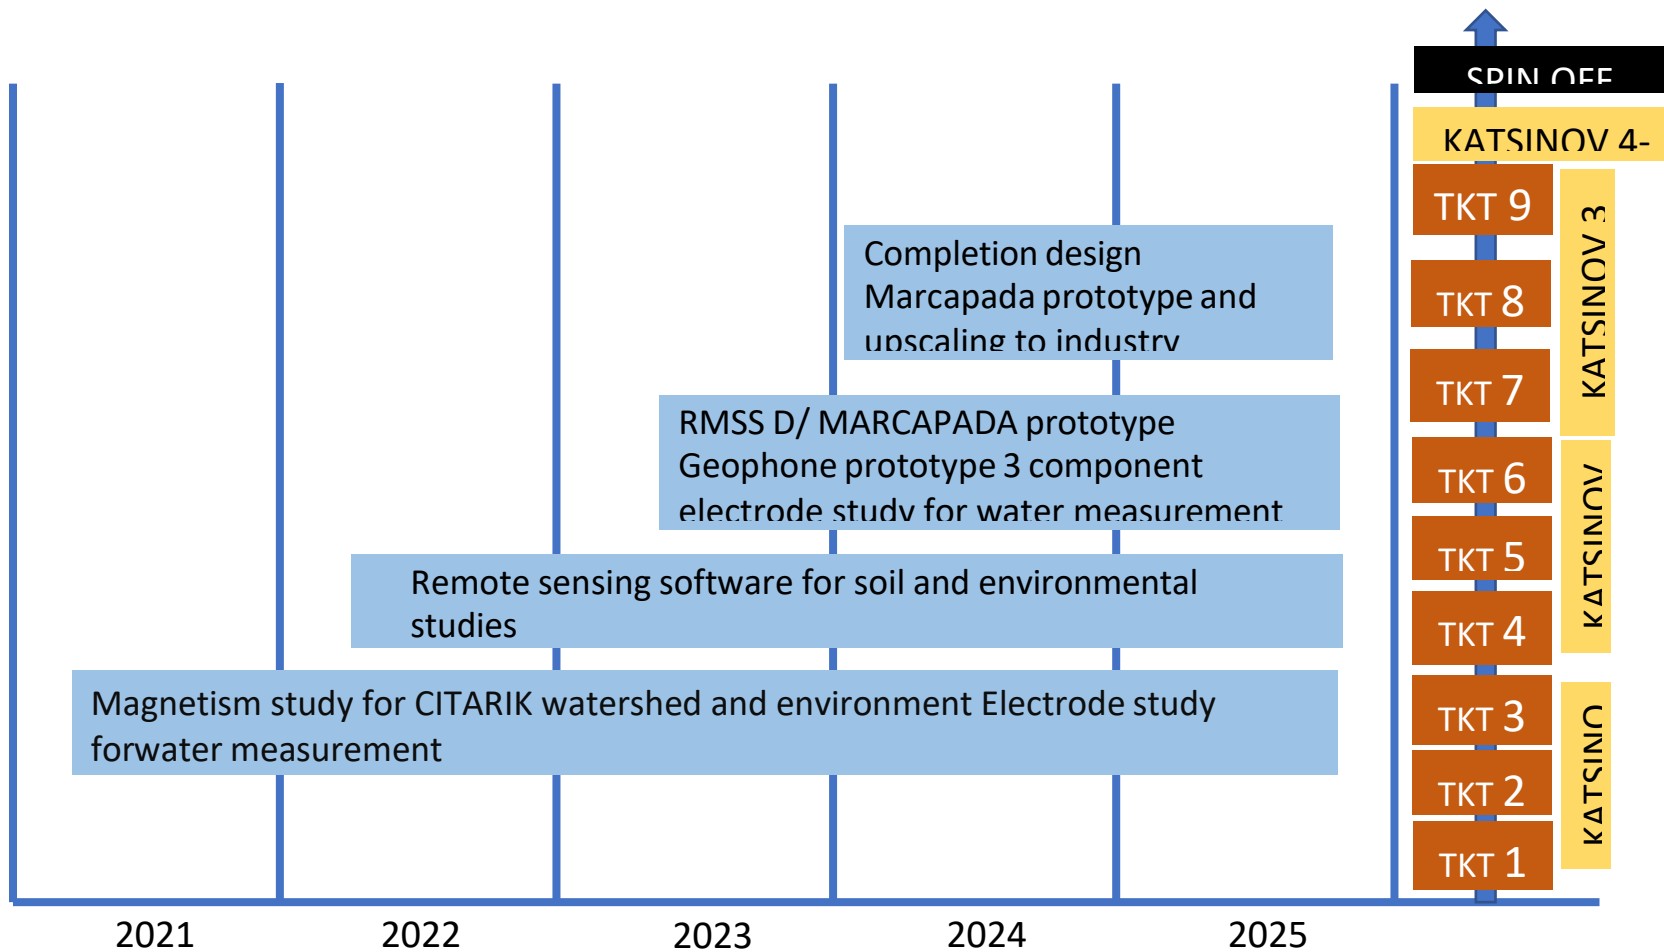 SPIN OFF
KATSINOV 4-
TKT 9
KATSINOV 3
Completion design
Marcapada prototype and
upscaling to industry
TKT 8
TKT 7
RMSS D/ MARCAPADA prototype
Geophone prototype 3 component
electrode study for water measurement
TKT 6
KATSINOV
TKT 5
Remote sensing software for soil and environmental
studies
TKT 4
Magnetism study for CITARIK watershed and environment Electrode study
forwater measurement
TKT 3
KATSINO
TKT 2
TKT 1
2021
2022
2023
2024
2025